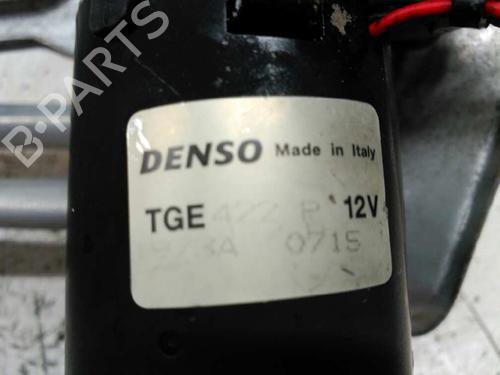 B-PARTS
DENSO Made in Italy
TGE 422 P 12V
0715